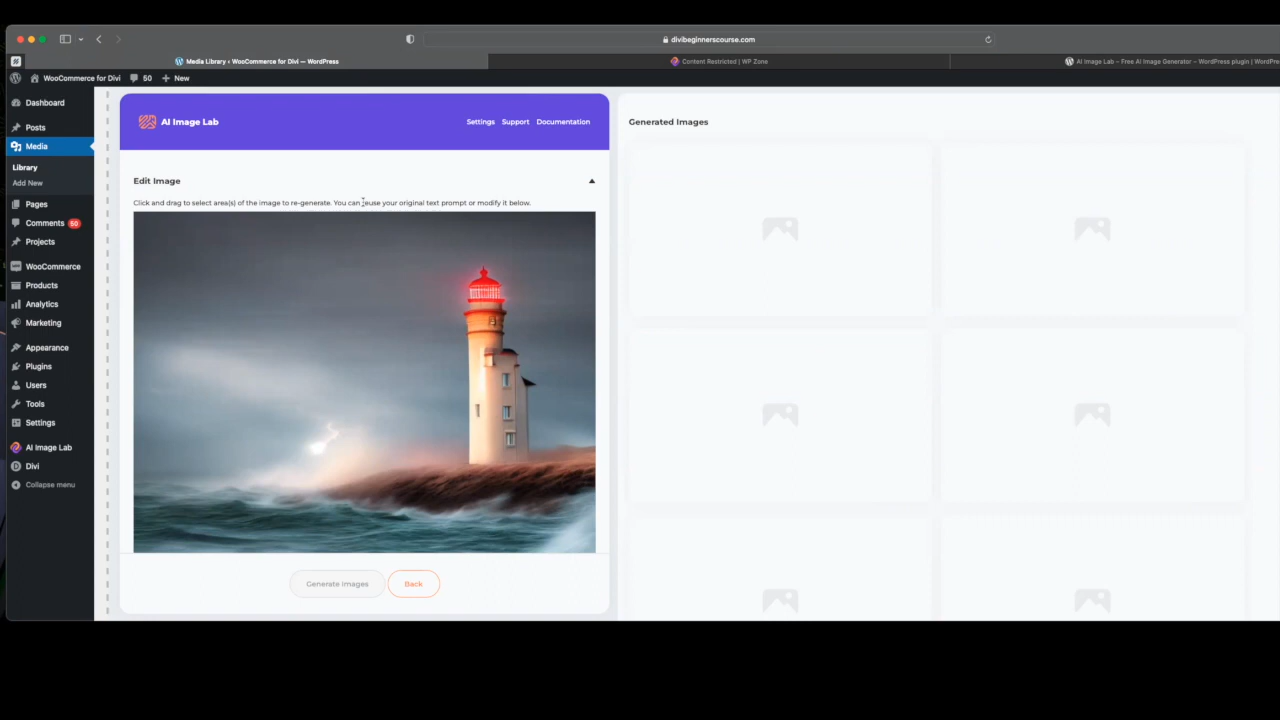 divibeginnerscourse.com
Media Library ‹ WooCommerce for Divi — WordPress
Content Restricted | WP Zone
AI Image Lab – Free AI Image Generator – WordPress plugin | WordPre
WooCommerce for Divi
50
New
Dashboard
Posts
Media
Library
Add New
Pages
Comments 50
Projects
WooCommerce
Products
Analytics
Marketing
Appearance
Plugins
Users
Tools
Settings
AI Image Lab
Divi
Collapse menu
AI Image Lab
Settings Support Documentation
Edit Image
Click and drag to select area(s) of the image to re-generate. You can reuse your original text prompt or modify it below.
Generate images
Back
Generated Images